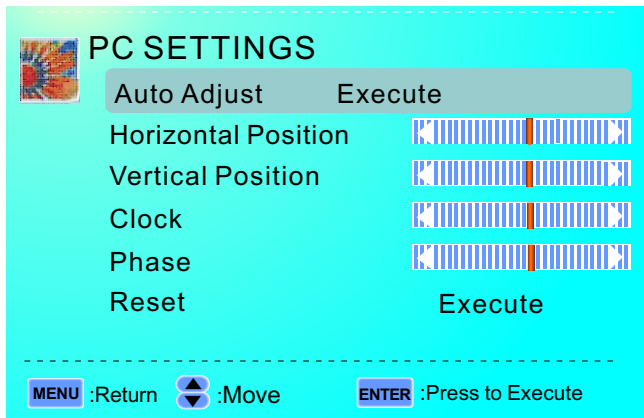 PC SETTINGS
Auto Adjust Execute
Horizontal Position
Vertical Position
Clock
Phase
Reset Execute
MENU :Return :Move ENTER :Press to Execute